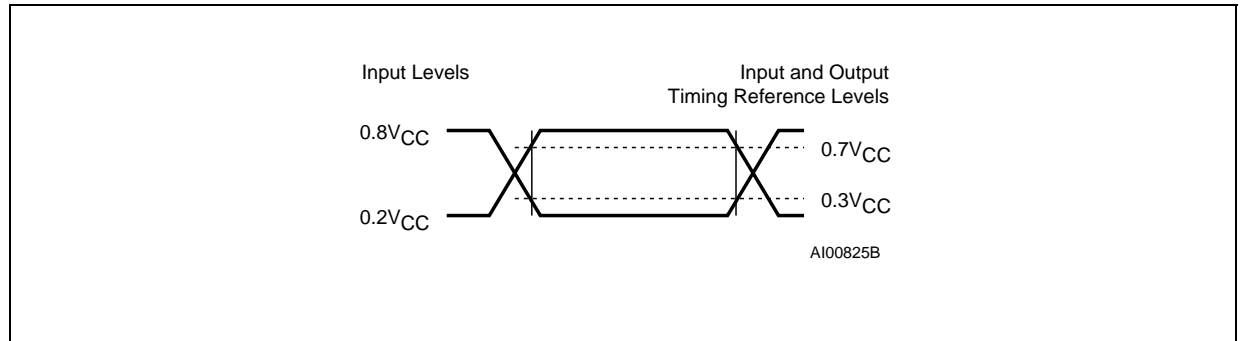 Input Levels
Input and Output
Timing Reference Levels
0.8VCC
0.7VCC
0.3VCC
0.2VCC
AI00825B